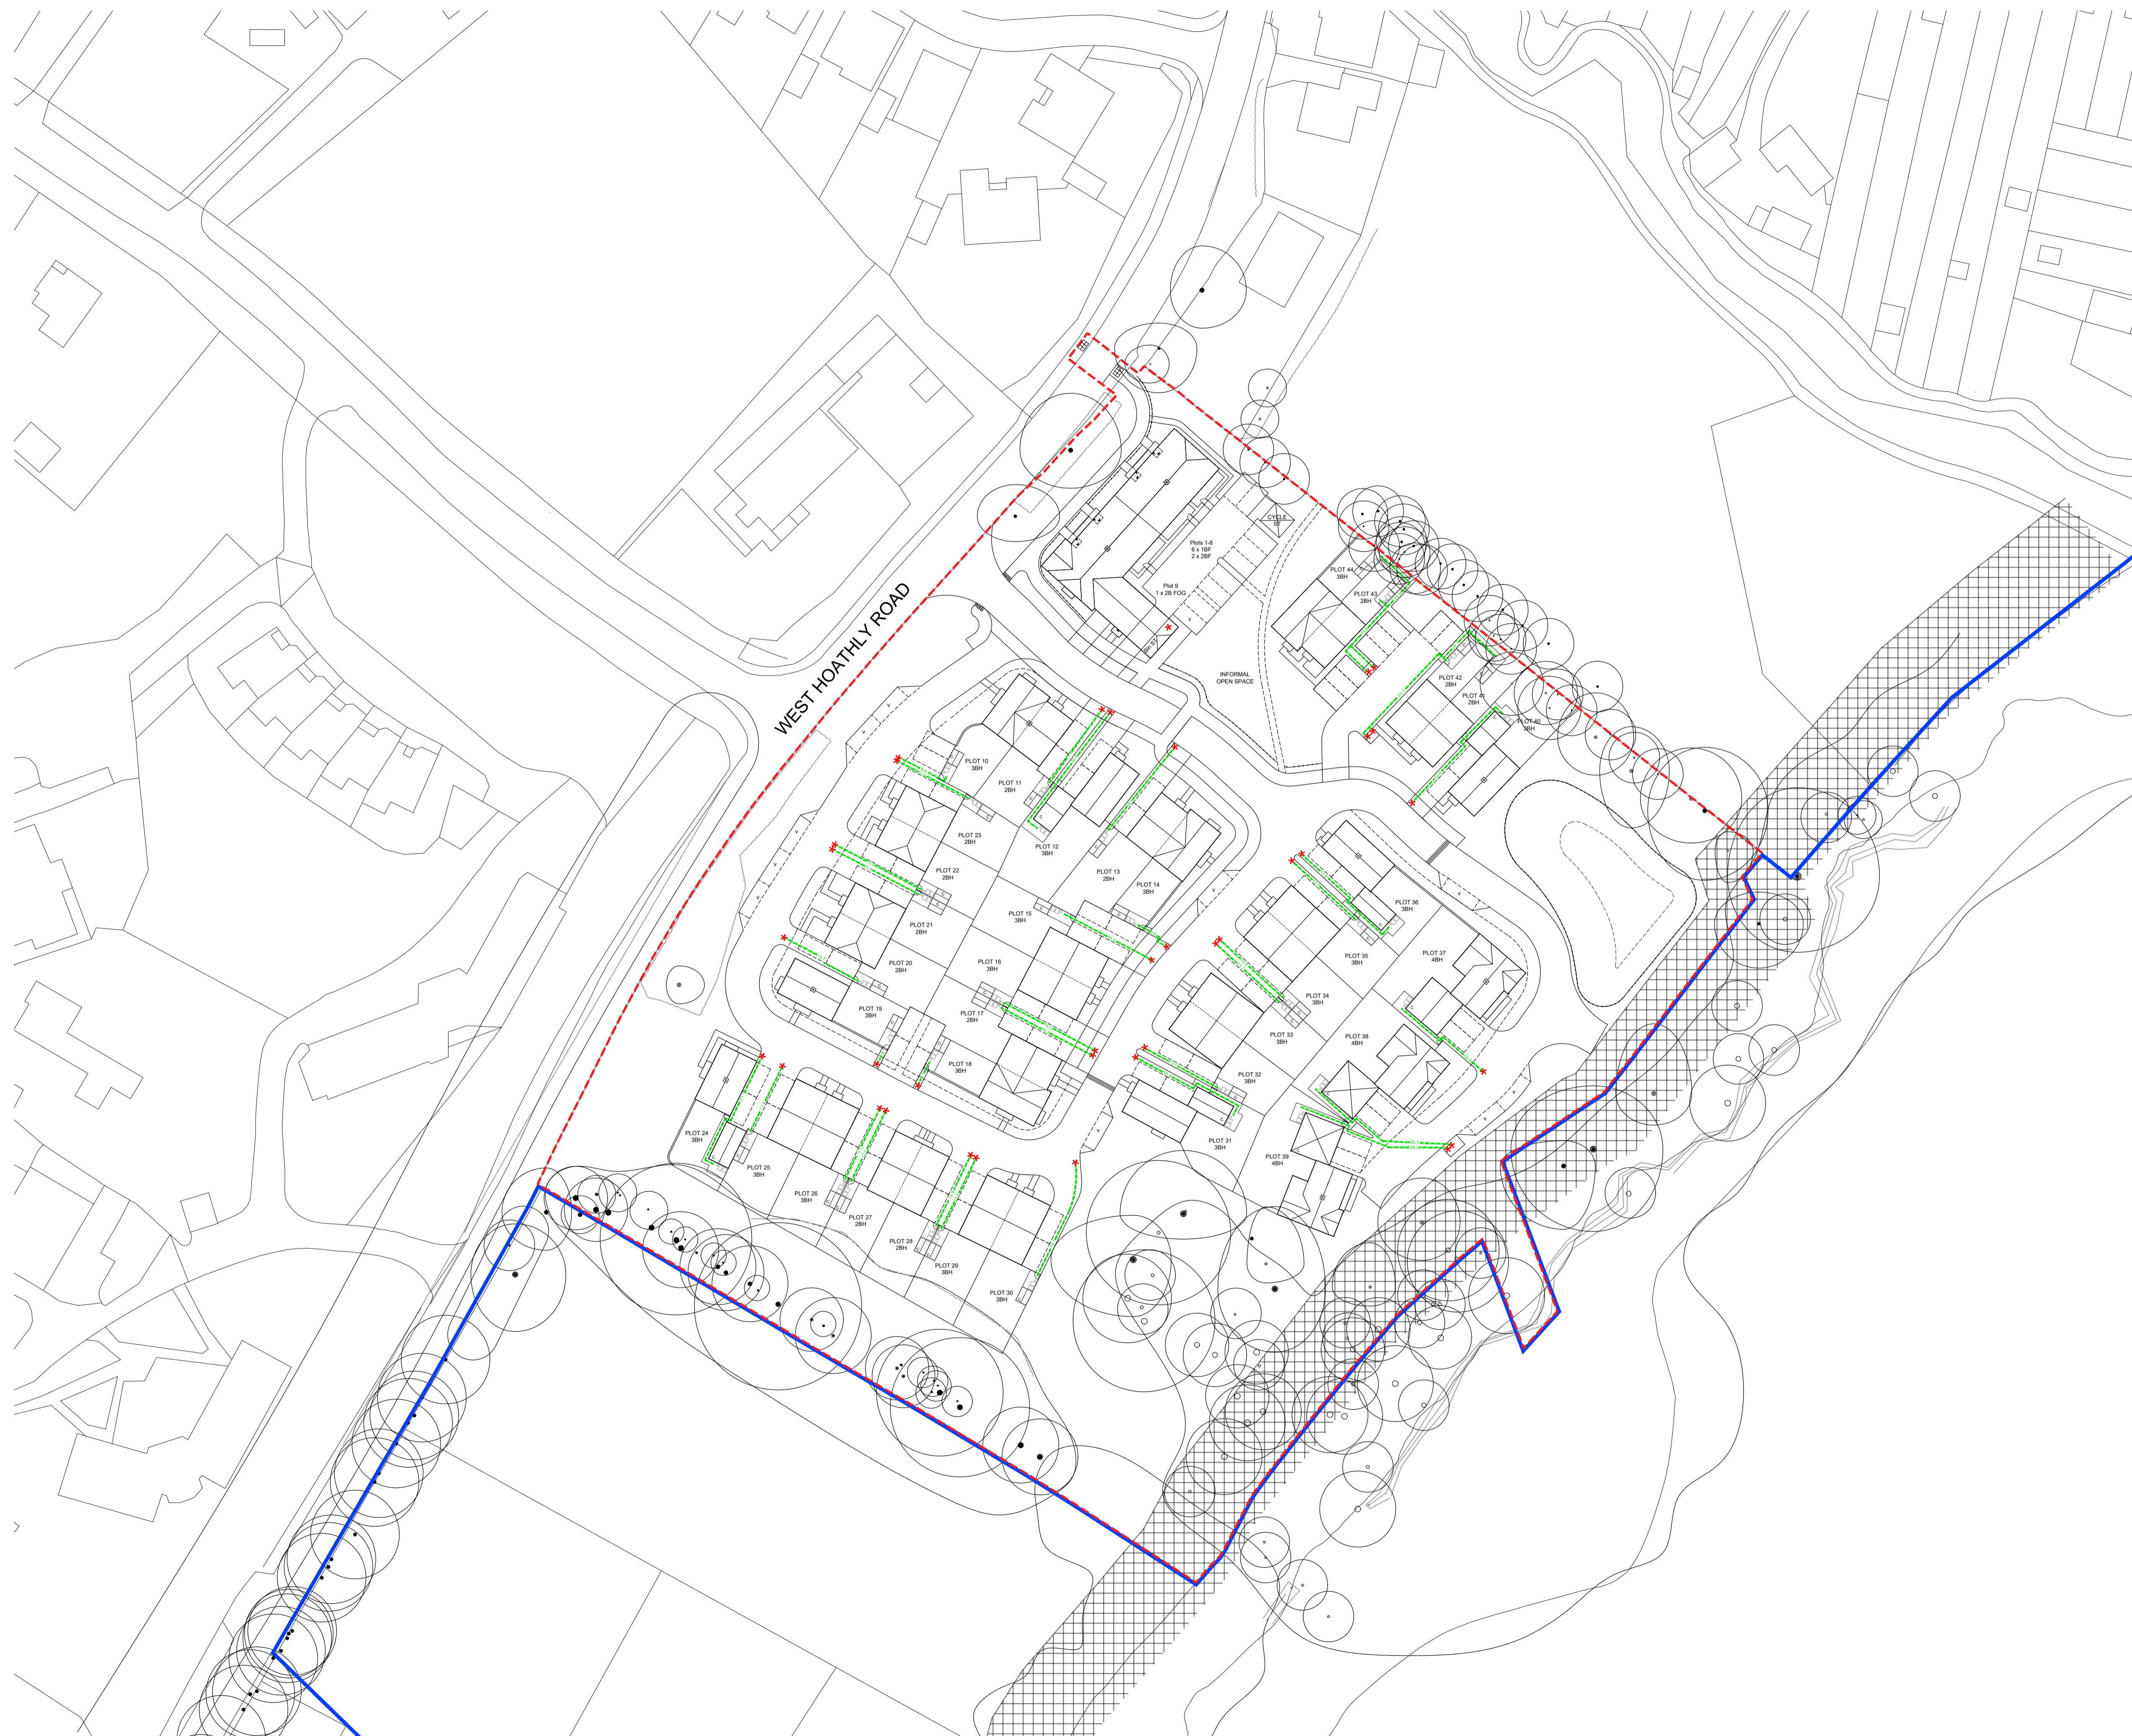 CYCLE
ST
Plots 1-8
6 x 1BF
2 x 2BF
Plot 9
1 x 2B FOG
V
Bin ST
PLOT 44
3BH
PLOT 43
2BH
WEST HOATHLY ROAD
INFORMAL
OPEN SPACE
PLOT 42
2BH
PLOT 41
2BH
PLOT 40
3BH
V
V
V
V
PLOT 10
3BH
PLOT 11
2BH
PLOT 23
2BH
PLOT 12
3BH
PLOT 22
2BH
PLOT 13
2BH
PLOT 14
3BH
V
V
PLOT 15
3BH
PLOT 21
2BH
PLOT 36
3BH
PLOT 20
2BH
PLOT 16
3BH
PLOT 35
3BH
PLOT 37
4BH
PLOT 19
3BH
PLOT 17
2BH
PLOT 34
3BH
PLOT 33
3BH
PLOT 38
4BH
PLOT 18
3BH
PLOT 32
3BH
V
V
V
PLOT 24
3BH
PLOT 31
3BH
PLOT 39
4BH
PLOT 25
3BH
PLOT 26
3BH
PLOT 27
2BH
PLOT 28
2BH
PLOT 29
3BH
PLOT 30
3BH